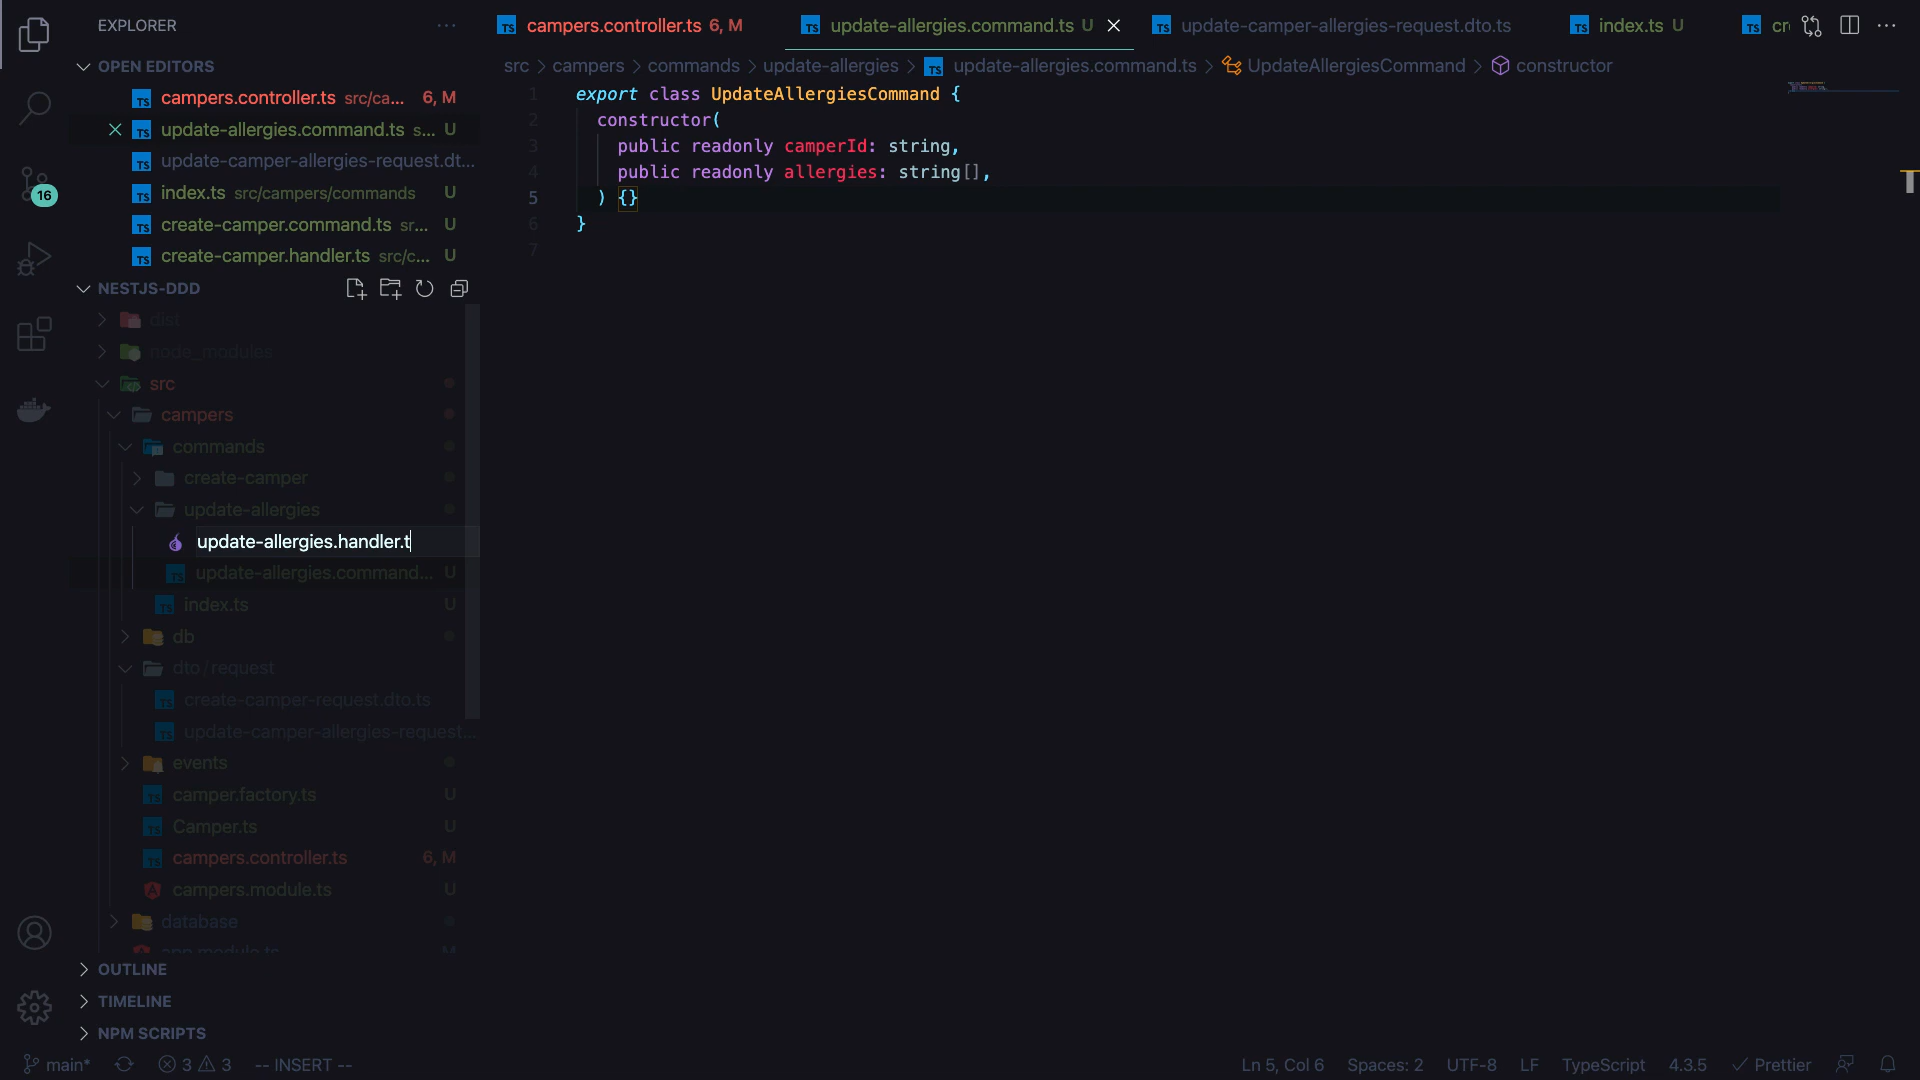 EXPLORER
OPEN EDITORS
campers.controller.ts src/ca... 6, M
update-allergies.command.ts s... U
update-camper-allergies-request.dt...
index.ts src/campers/commands U
create-camper.command.ts sr... U
create-camper.handler.ts src/c... U
NESTJS-DDD
dist
node_modules
src
campers
commands
create-camper
update-allergies
update-allergies.handler.t
update-allergies.command... U
index.ts U
db
dto/request
create-camper-request.dto.ts
update-camper-allergies-request...
events
camper.factory.ts U
Camper.ts U
campers.controller.ts 6, M
campers.module.ts U
database
app.module.ts M
OUTLINE
TIMELINE
NPM SCRIPTS
16
campers.controller.ts 6, M
update-allergies.command.ts U
update-camper-allergies-request.dto.ts
index.ts U
cr
src > campers > commands > update-allergies > update-allergies.command.ts > UpdateAllergiesCommand > constructor
1 export class UpdateAllergiesCommand {
2 constructor(
3 public readonly camperId: string,
4 public readonly allergies: string[],
5 ) {}
6 }
7
main* 3 3 -- INSERT --
Ln 5, Col 6 Spaces: 2 UTF-8 LF TypeScript 4.3.5 Prettier